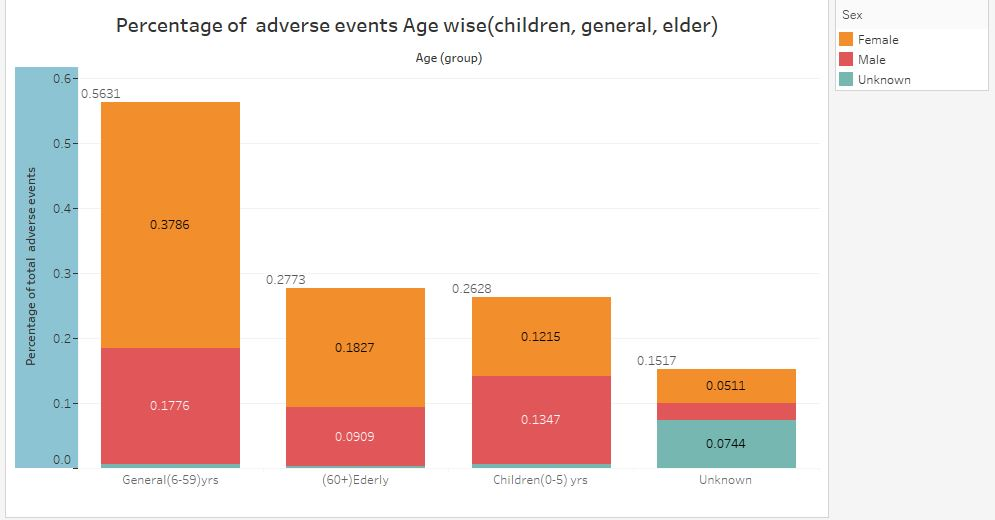 Percentage of  adverse events Age wise(children, general, elder)
Age (group)
Percentage of total  adverse events
0.6
0.5
0.4
0.3
0.2
0.1
0.0
0.5631
0.3786
0.1776
0.2773
0.1827
0.0909
0.2628
0.1215
0.1347
0.1517
0.0511
0.0744
General(6-59)yrs
(60+)Ederly
Children(0-5) yrs
Unknown
Sex
Female
Male
Unknown